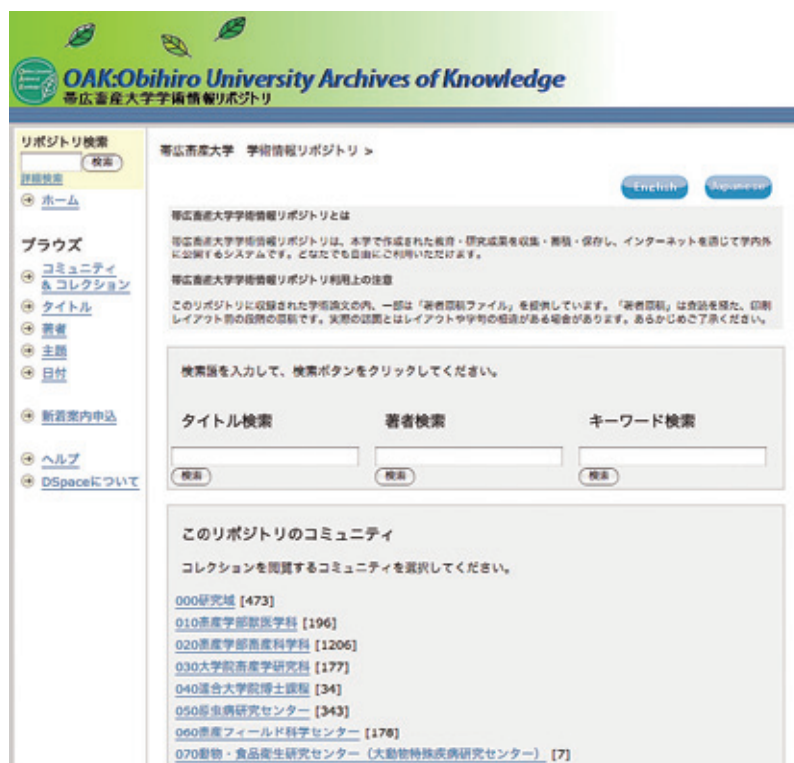 OAK:Obihiro University Archives of Knowledge
帯広畜産大学学術情報リポジトリ
リポジトリ検索
検索
詳細検索
ホーム
ブラウズ
コミュニティ
& コレクション
タイトル
著者
主題
日付
新着案内申込
ヘルプ
DSpaceについて
帯広畜産大学 学術情報リポジトリ >
English Japanese
帯広畜産大学学術情報リポジトリとは
帯広畜産大学学術情報リポジトリは、本学で作成された教育・研究成果を収集・蓄積・保存し、インターネットを通じて学内外
に公開するシステムです。どなたでも自由にご利用いただけます。
帯広畜産大学学術情報リポジトリ利用上の注意
このリポジトリに収録された学術論文の内、一部は「著者原稿ファイル」を提供しています。「著者原稿」は査読を経た、印刷
レイアウト前の段階の原稿です。実際の誌面とはレイアウトや字句の相違がある場合があります。あらかじめご了承ください。
検索語を入力して、検索ボタンをクリックしてください。
タイトル検索 著者検索 キーワード検索
検索 検索 検索
このリポジトリのコミュニティ
コレクションを閲覧するコミュニティを選択してください。
000研究域 [473]
010畜産学部獣医学科 [196]
020畜産学部畜産科学科 [1206]
030大学院畜産学研究科 [177]
040連合大学院博士課程 [34]
050原虫病研究センター [343]
060畜産フィールド科学センター [178]
070動物・食品衛生研究センター（大動物特殊疾病研究センター） [7]